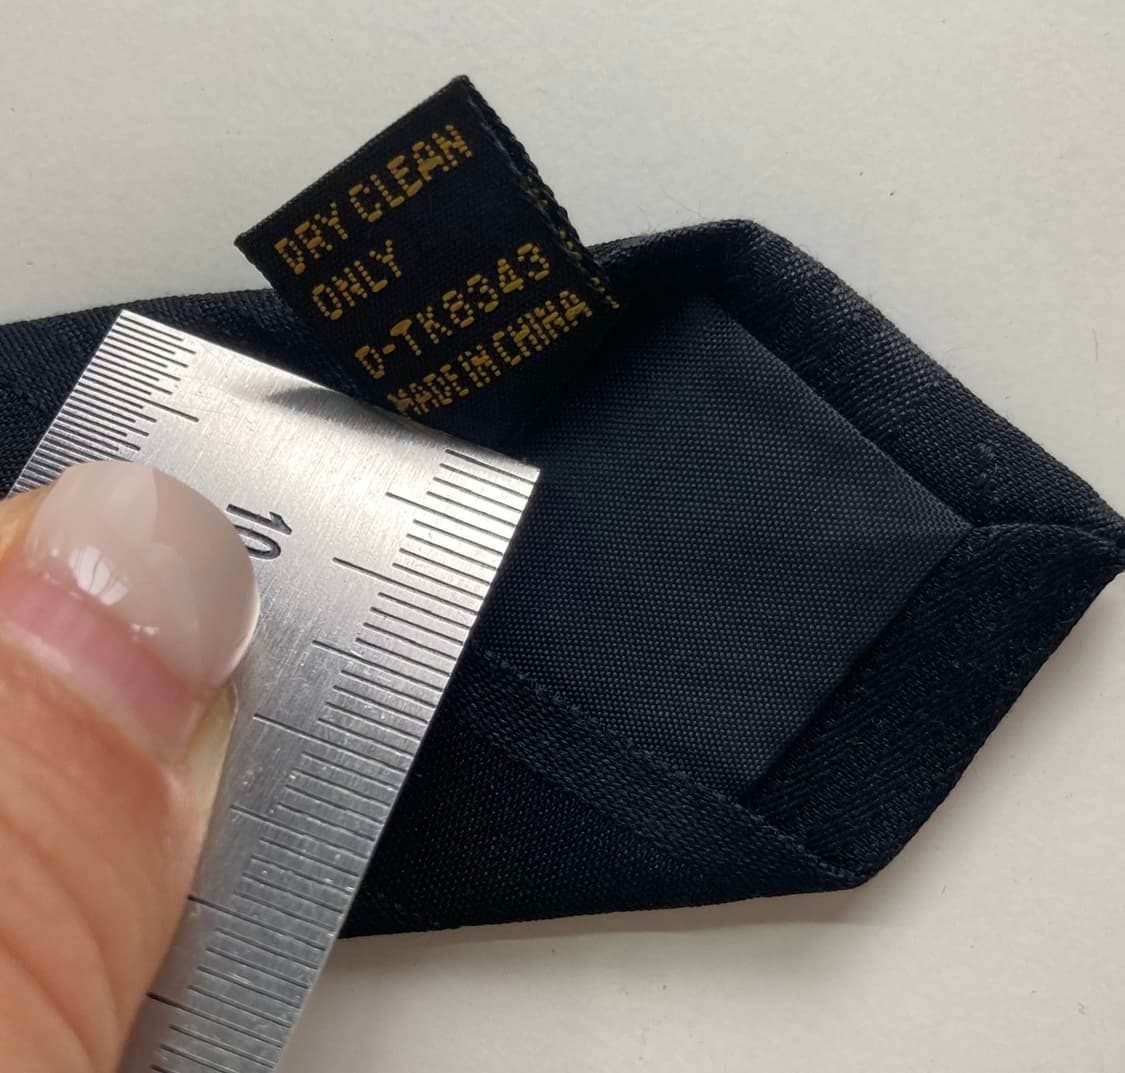 DRY CLEAN
ONLY
D-TK8343
MADE IN CHINA
10